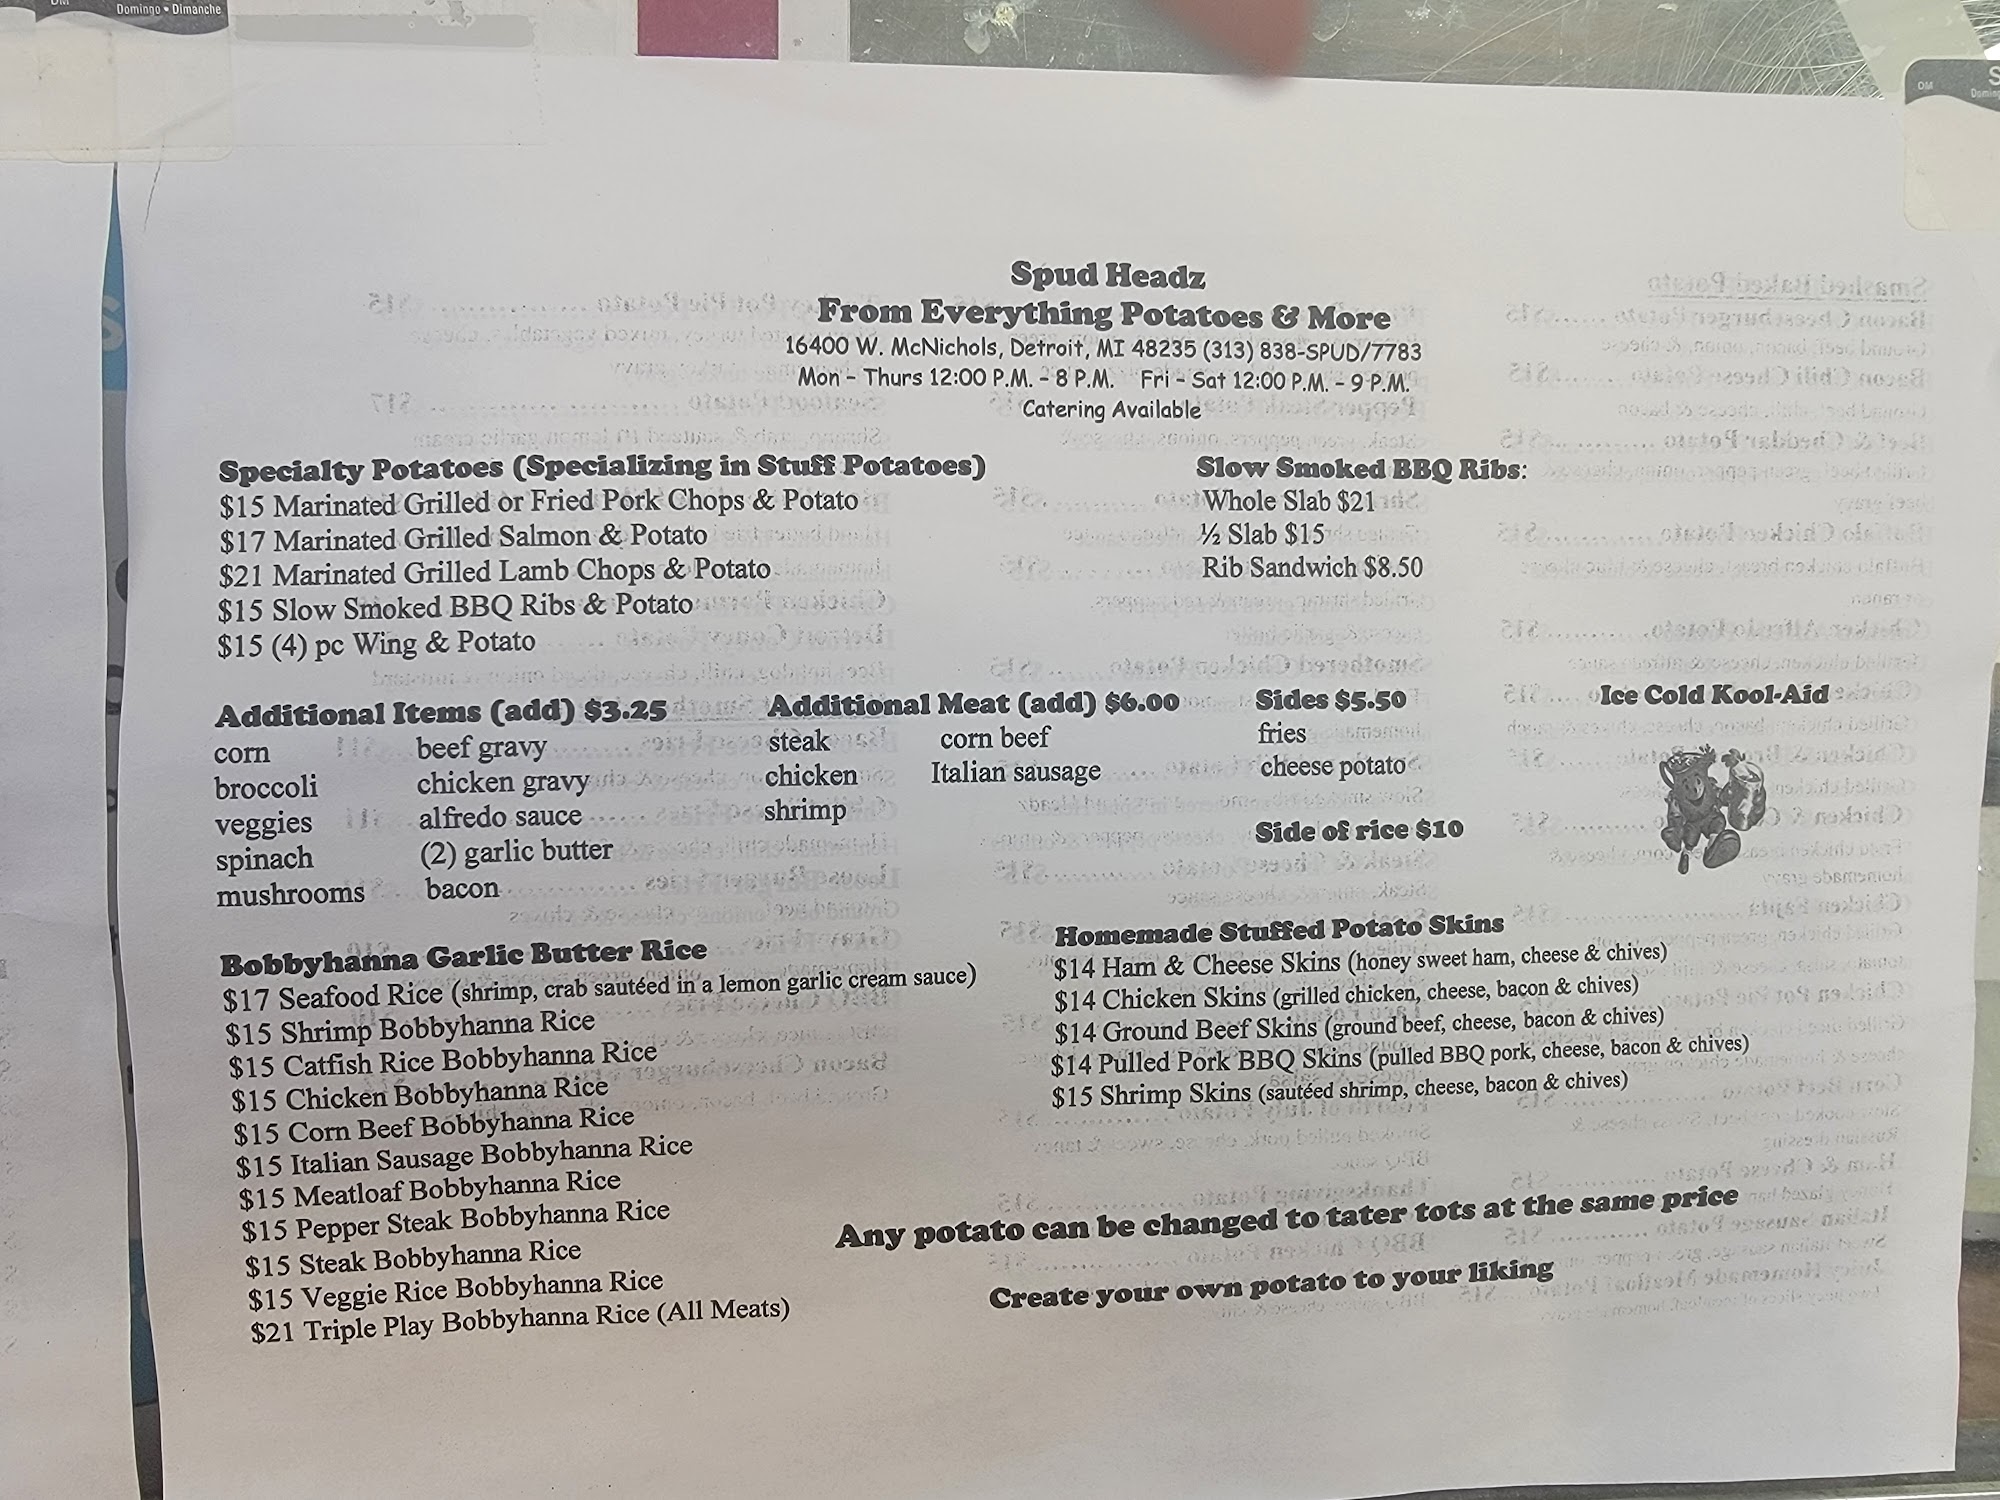 Domingo • Dimanche
DM
Spud Headz
From Everything Potatoes & More
16400 W. McNichols, Detroit, MI 48235 (313) 838-SPUD/7783
Mon - Thurs 12:00 P.M. - 8 P.M. Fri - Sat 12:00 P.M. - 9 P.M.
Catering Available
Specialty Potatoes (Specializing in Stuff Potatoes)
$15 Marinated Grilled or Fried Pork Chops & Potato
$17 Marinated Grilled Salmon & Potato
$21 Marinated Grilled Lamb Chops & Potato
$15 Slow Smoked BBQ Ribs & Potato
$15 (4) pc Wing & Potato
Slow Smoked BBQ Ribs:
Whole Slab $21
½ Slab $15
Rib Sandwich $8.50
Additional Items (add) $3.25
corn beef gravy
broccoli chicken gravy
veggies alfredo sauce
spinach (2) garlic butter
mushrooms bacon
Additional Meat (add) $6.00
steak corn beef
chicken Italian sausage
shrimp
Sides $5.50
fries
cheese potato
Side of rice $10
Ice Cold Kool-Aid
Bobbyhanna Garlic Butter Rice
$17 Seafood Rice (shrimp, crab sautéed in a lemon garlic cream sauce)
$15 Shrimp Bobbyhanna Rice
$15 Catfish Rice Bobbyhanna Rice
$15 Chicken Bobbyhanna Rice
$15 Corn Beef Bobbyhanna Rice
$15 Italian Sausage Bobbyhanna Rice
$15 Meatloaf Bobbyhanna Rice
$15 Pepper Steak Bobbyhanna Rice
$15 Steak Bobbyhanna Rice
$15 Veggie Rice Bobbyhanna Rice
$21 Triple Play Bobbyhanna Rice (All Meats)
Homemade Stuffed Potato Skins
$14 Ham & Cheese Skins (honey sweet ham, cheese & chives)
$14 Chicken Skins (grilled chicken, cheese, bacon & chives)
$14 Ground Beef Skins (ground beef, cheese, bacon & chives)
$14 Pulled Pork BBQ Skins (pulled BBQ pork, cheese, bacon & chives)
$15 Shrimp Skins (sautéed shrimp, cheese, bacon & chives)
Any potato can be changed to tater tots at the same price
Create your own potato to your liking